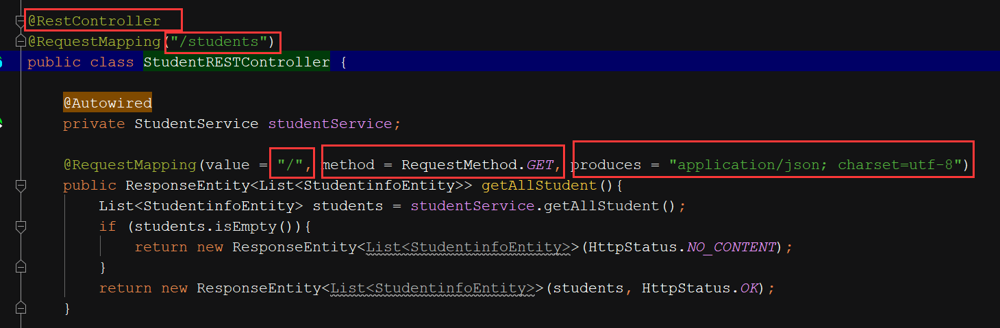 @RestController
@RequestMapping("/students")
public class StudentRESTController {
@Autowired
private StudentService studentService;
@RequestMapping(value = "/", method = RequestMethod.GET, produces = "application/json; charset=utf-8")
public ResponseEntity<List<StudentinfoEntity>> getAllStudent(){
List<StudentinfoEntity> students = studentService.getAllStudent();
if (students.isEmpty()){
return new ResponseEntity<List<StudentinfoEntity>>(HttpStatus.NO_CONTENT);
}
return new ResponseEntity<List<StudentinfoEntity>>(students, HttpStatus.OK);
}